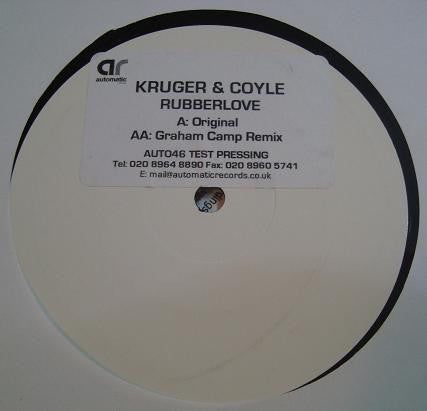 ar
automatic
KRUGER & COYLE
RUBBERLOVE
A: Original
AA: Graham Camp Remix
AUTO46 TEST PRESSING
Tel: 020 8964 8890 Fax: 020 8960 5741
E: mail@automaticrecords.co.uk